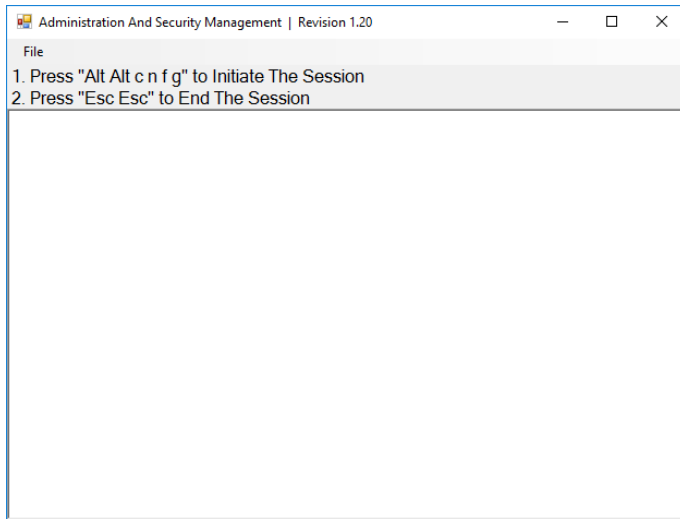 Administration And Security Management | Revision 1.20
File
1. Press "Alt Alt c n f g" to Initiate The Session
2. Press "Esc Esc" to End The Session